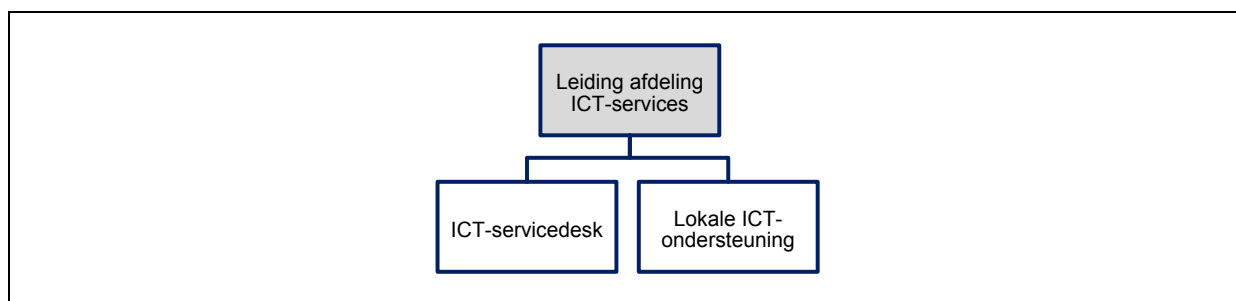 Leiding afdeling
ICT-services
ICT-servicedesk
Lokale ICT-
ondersteuning